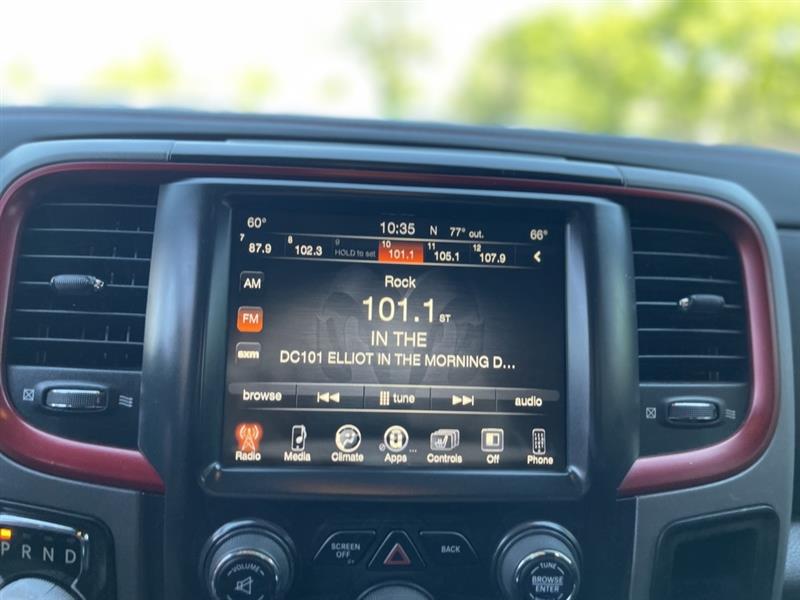 60° 10:35 N 77° out. 66°
7 87.9 8 102.3 9 HOLD to set 10 101.1 11 105.1 12 107.9
Rock
AM
101.1 ST
FM
IN THE
sxm
DC101 ELLIOT IN THE MORNING D...
browse tune audio
Radio Media Climate Apps ... Controls Off Phone
P R N D
SCREEN OFF
BACK
VOLUME
TUNE
BROWSE
ENTER